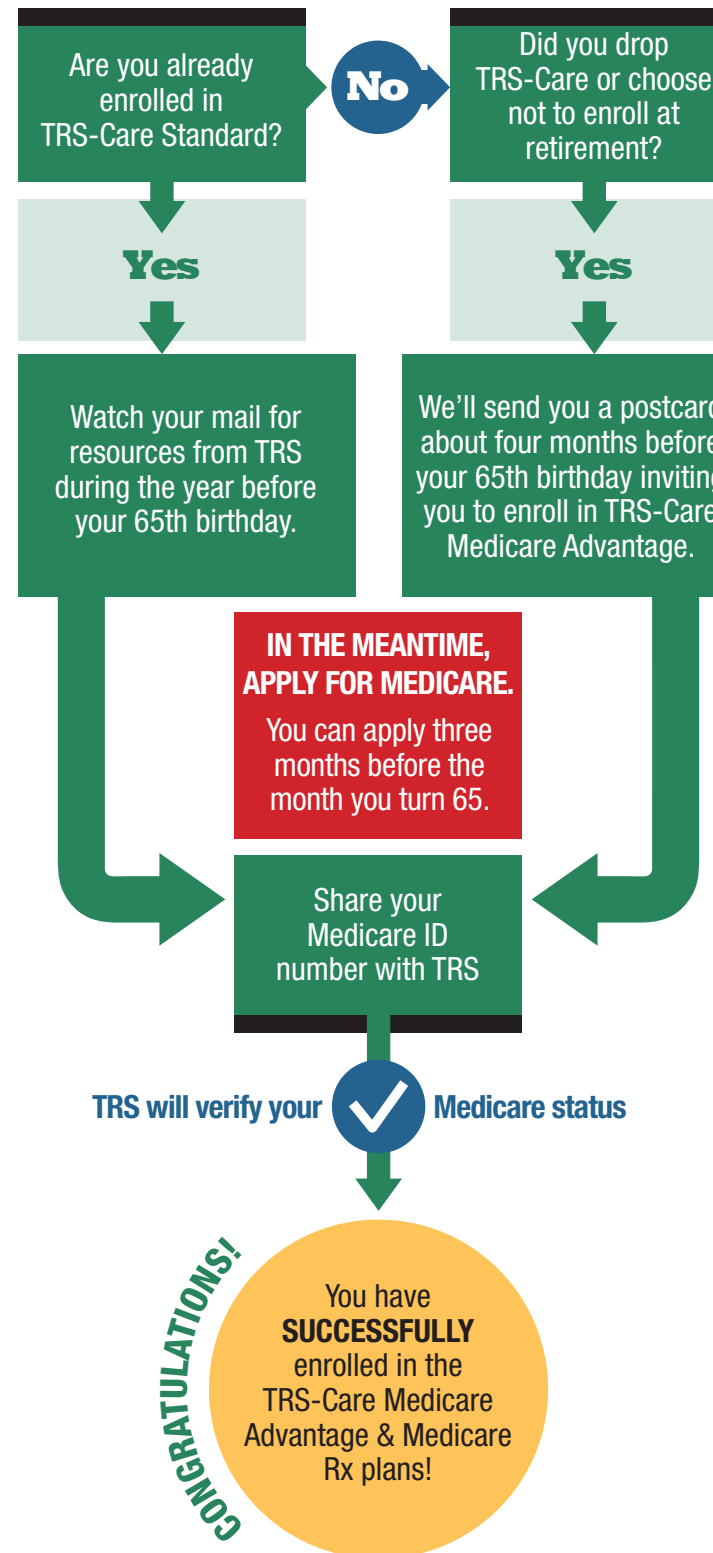 Are you already
enrolled in
TRS-Care Standard?
No
Did you drop
TRS-Care or choose
not to enroll at
retirement?
Yes
Yes
Watch your mail for
resources from TRS
during the year before
your 65th birthday.
We’ll send you a postcard
about four months before
your 65th birthday inviting
you to enroll in TRS-Care
Medicare Advantage.
IN THE MEANTIME,
APPLY FOR MEDICARE.
You can apply three
months before the
month you turn 65.
Share your
Medicare ID
number with TRS
TRS will verify your Medicare status
CONGRATULATIONS!
You have
SUCCESSFULLY
enrolled in the
TRS-Care Medicare
Advantage & Medicare
Rx plans!